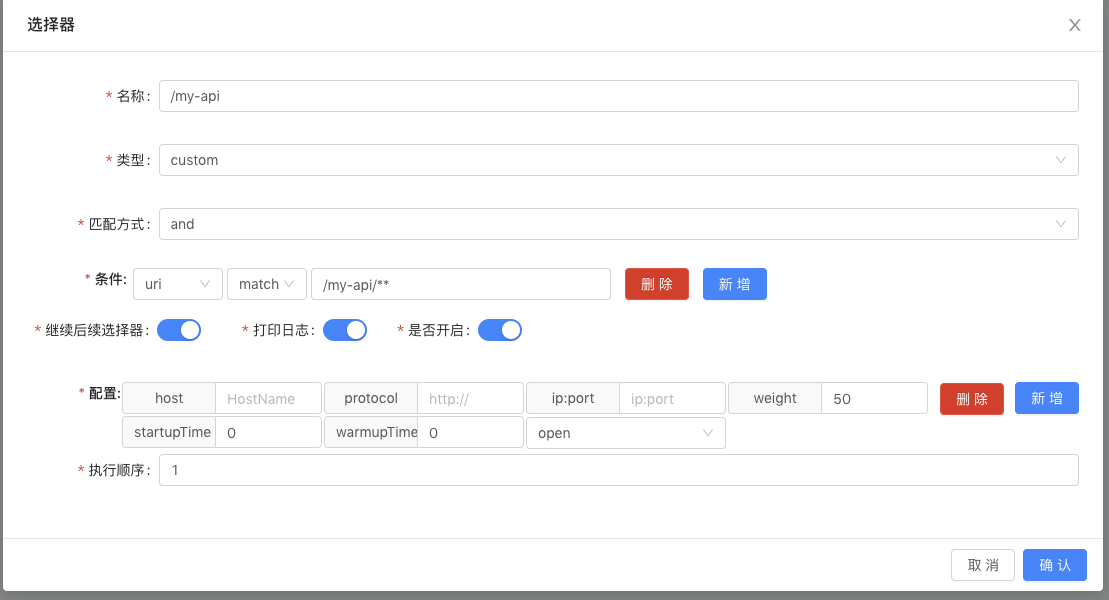 选择器
* 名称: /my-api
* 类型: custom
* 匹配方式: and
* 条件: uri match /my-api/** 删 除 新 增
* 继续后续选择器: * 打印日志: * 是否开启:
* 配置: host HostName protocol http:// ip:port ip:port weight 50 删 除 新 增
startupTime 0 warmupTime 0 open
* 执行顺序: 1
取 消 确 认